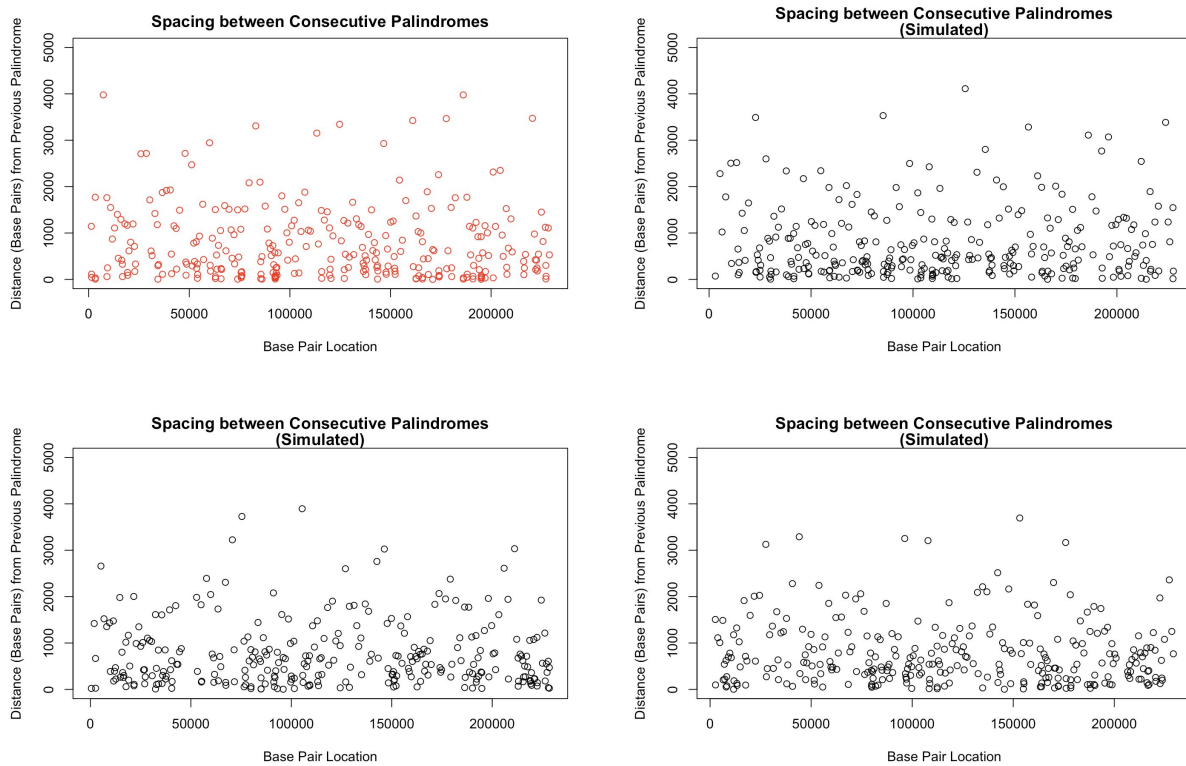 Spacing between Consecutive Palindromes
Distance (Base Pairs) from Previous Palindrome
5000
4000
3000
2000
1000
0
0
50000
100000
150000
200000
Base Pair Location
Spacing between Consecutive Palindromes
(Simulated)
Distance (Base Pairs) from Previous Palindrome
5000
4000
3000
2000
1000
0
0
50000
100000
150000
200000
Base Pair Location
Spacing between Consecutive Palindromes
(Simulated)
Distance (Base Pairs) from Previous Palindrome
5000
4000
3000
2000
1000
0
0
50000
100000
150000
200000
Base Pair Location
Spacing between Consecutive Palindromes
(Simulated)
Distance (Base Pairs) from Previous Palindrome
5000
4000
3000
2000
1000
0
0
50000
100000
150000
200000
Base Pair Location